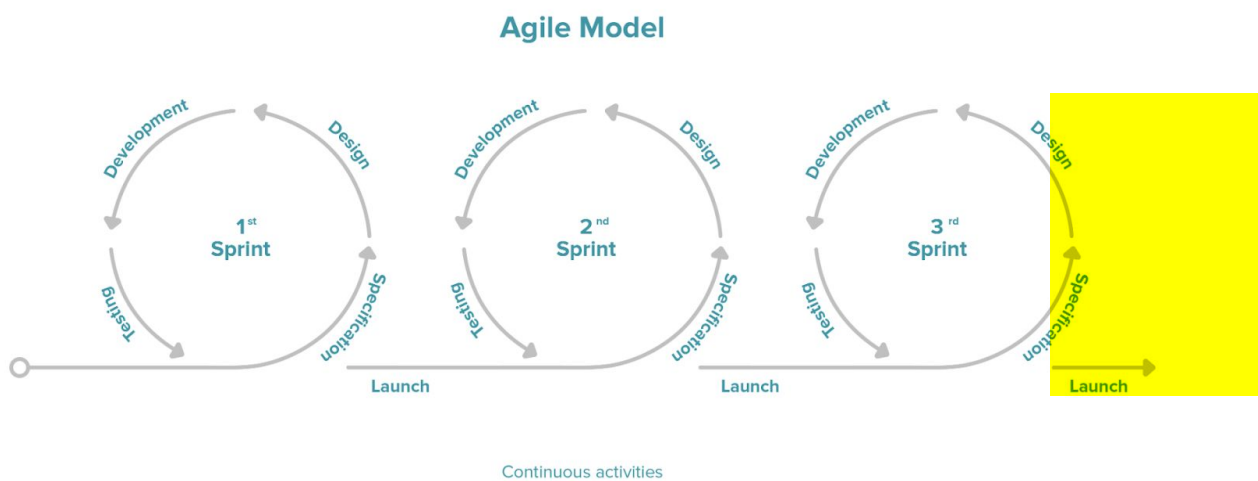 Agile Model
Development
Design
1st
Sprint
Testing
Specification
Launch
Development
Design
2nd
Sprint
Testing
Specification
Launch
Development
Design
3rd
Sprint
Testing
Specification
Launch
Continuous activities